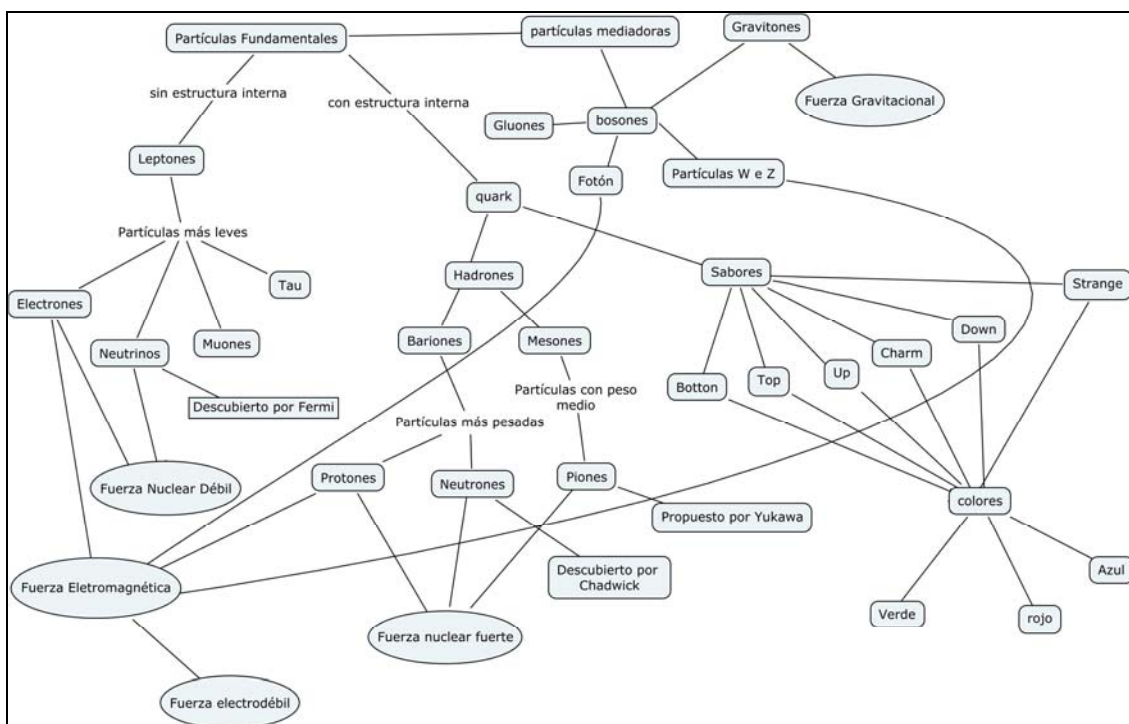 Partículas Fundamentales
partículas mediadoras
Gravitones
sin estructura interna
con estructura interna
Fuerza Gravitacional
Gluones
bosones
Leptones
Fotón
Partículas W e Z
quark
Partículas más leves
Hadrones
Sabores
Tau
Strange
Electrones
Neutrinos
Muones
Bariones
Mesones
Down
Charm
Up
Top
Botton
Descubierto por Fermi
Partículas con peso
medio
Partículas más pesadas
Fuerza Nuclear Débil
Protones
Neutrones
Piones
colores
Propuesto por Yukawa
Fuerza Eletromagnética
Descubierto por
Chadwick
Azul
Verde
rojo
Fuerza nuclear fuerte
Fuerza electrodébil